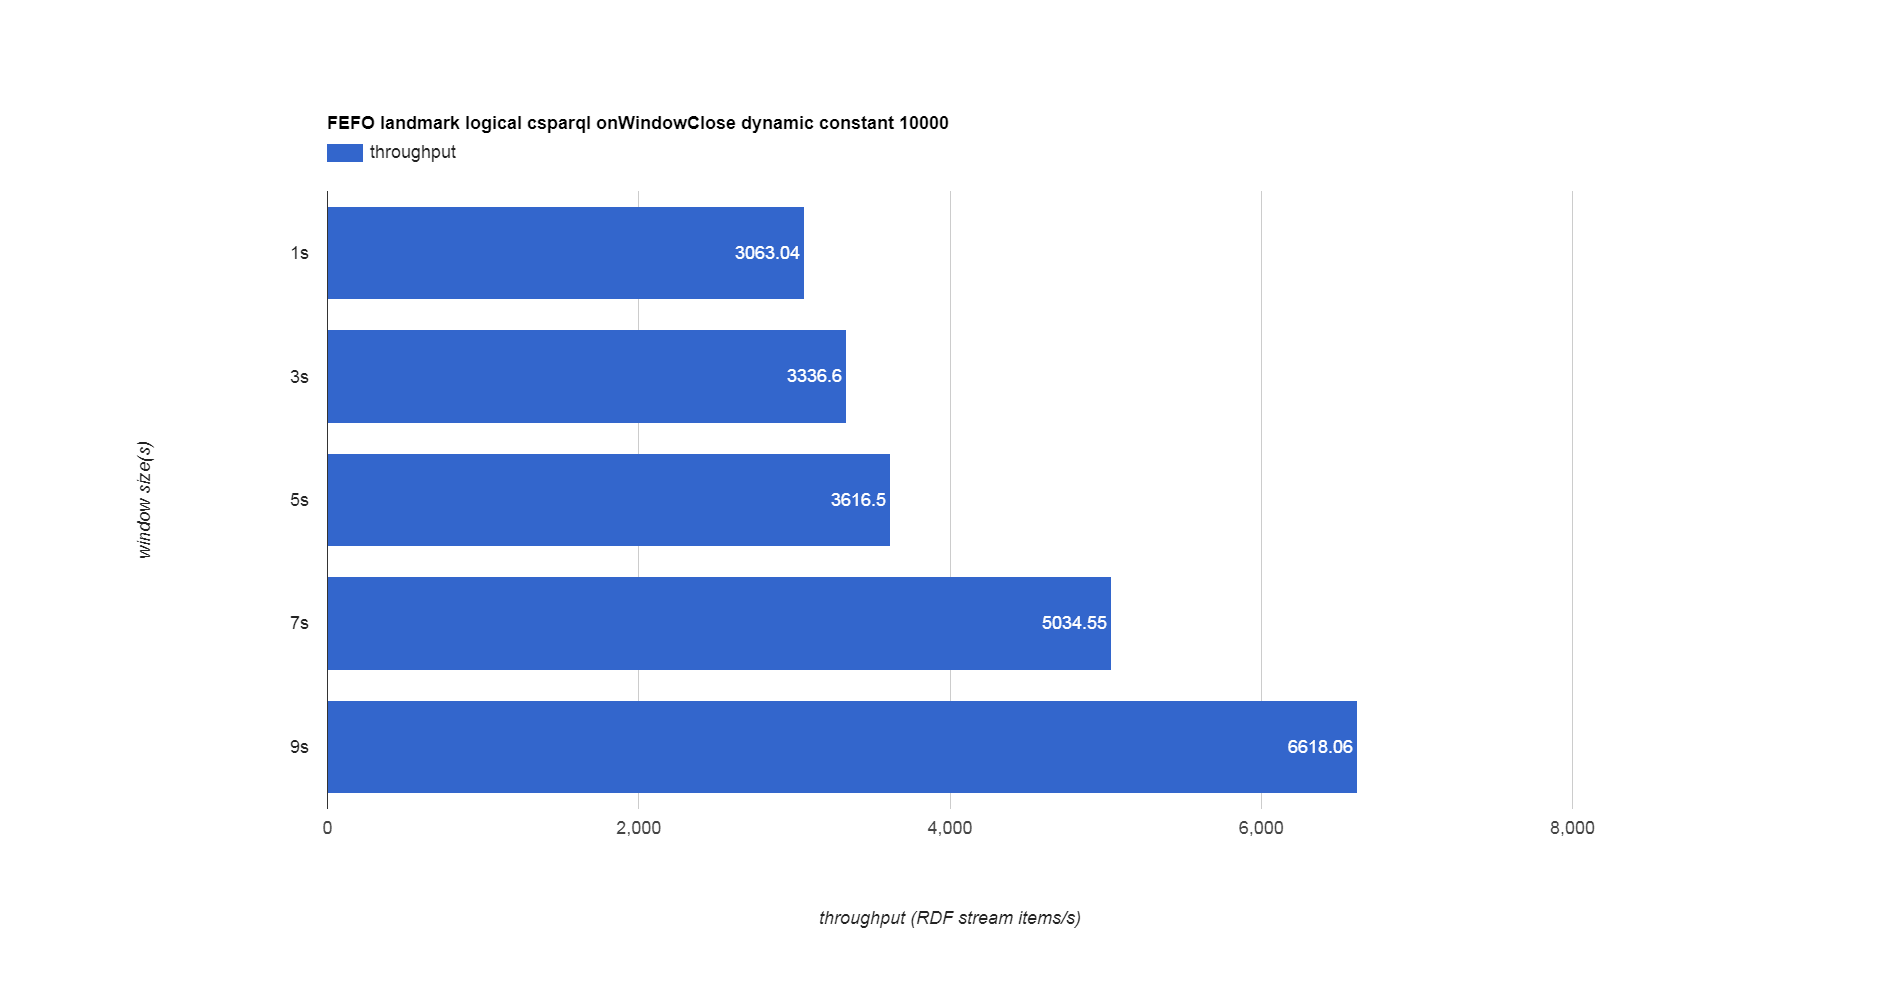 FEFO landmark logical csparql onWindowClose dynamic constant 10000
throughput
1s
3063.04
3s
3336.6
5s
3616.5
7s
5034.55
9s
6618.06
window size(s)
0 2,000 4,000 6,000 8,000
throughput (RDF stream items/s)